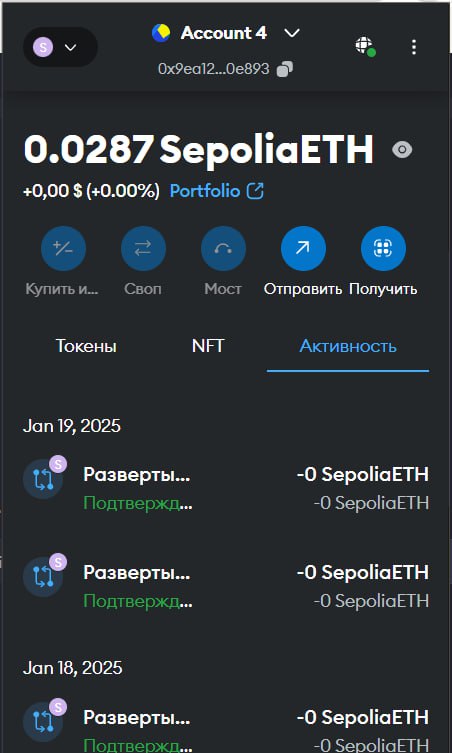 S
Account 4
0x9ea12...0e893
0.0287 SepoliaETH
+0,00 $ (+0.00%) Portfolio
Купить и... Своп Мост Отправить Получить
Токены NFT Активность
Jan 19, 2025
S
Разверты... -0 SepoliaETH
Подтвержд... -0 SepoliaETH
S
Разверты... -0 SepoliaETH
Подтвержд... -0 SepoliaETH
Jan 18, 2025
S
Разверты... -0 SepoliaETH
Подтвержд... -0 SepoliaETH